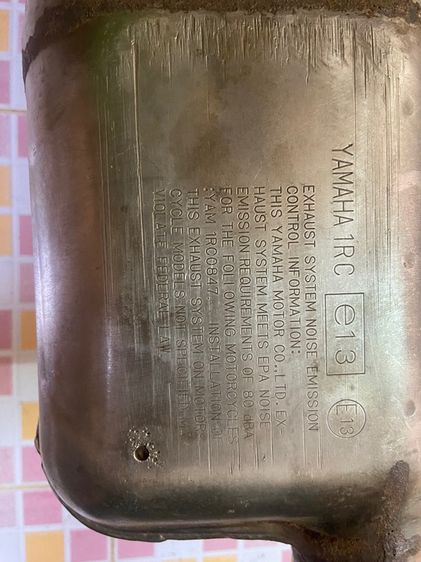 YAMAHA 1RC e13 E13
EXHAUST SYSTEM NOISE EMISSION
CONTROL INFORMATION:
THIS YAMAHA MOTOR CO.,LTD. EX-
HAUST SYSTEM MEETS EPA NOISE
EMISSION REQUIREMENTS OF 80 dBA
FOR THE FOLLOWING MOTORCYCLES
:YAM 1RC0847. INSTALLATION OF
THIS EXHAUST SYSTEM ON MOTOR-
CYCLE MODELS NOT SPECIFIED MAY
VIOLATE FEDERAL LAW.